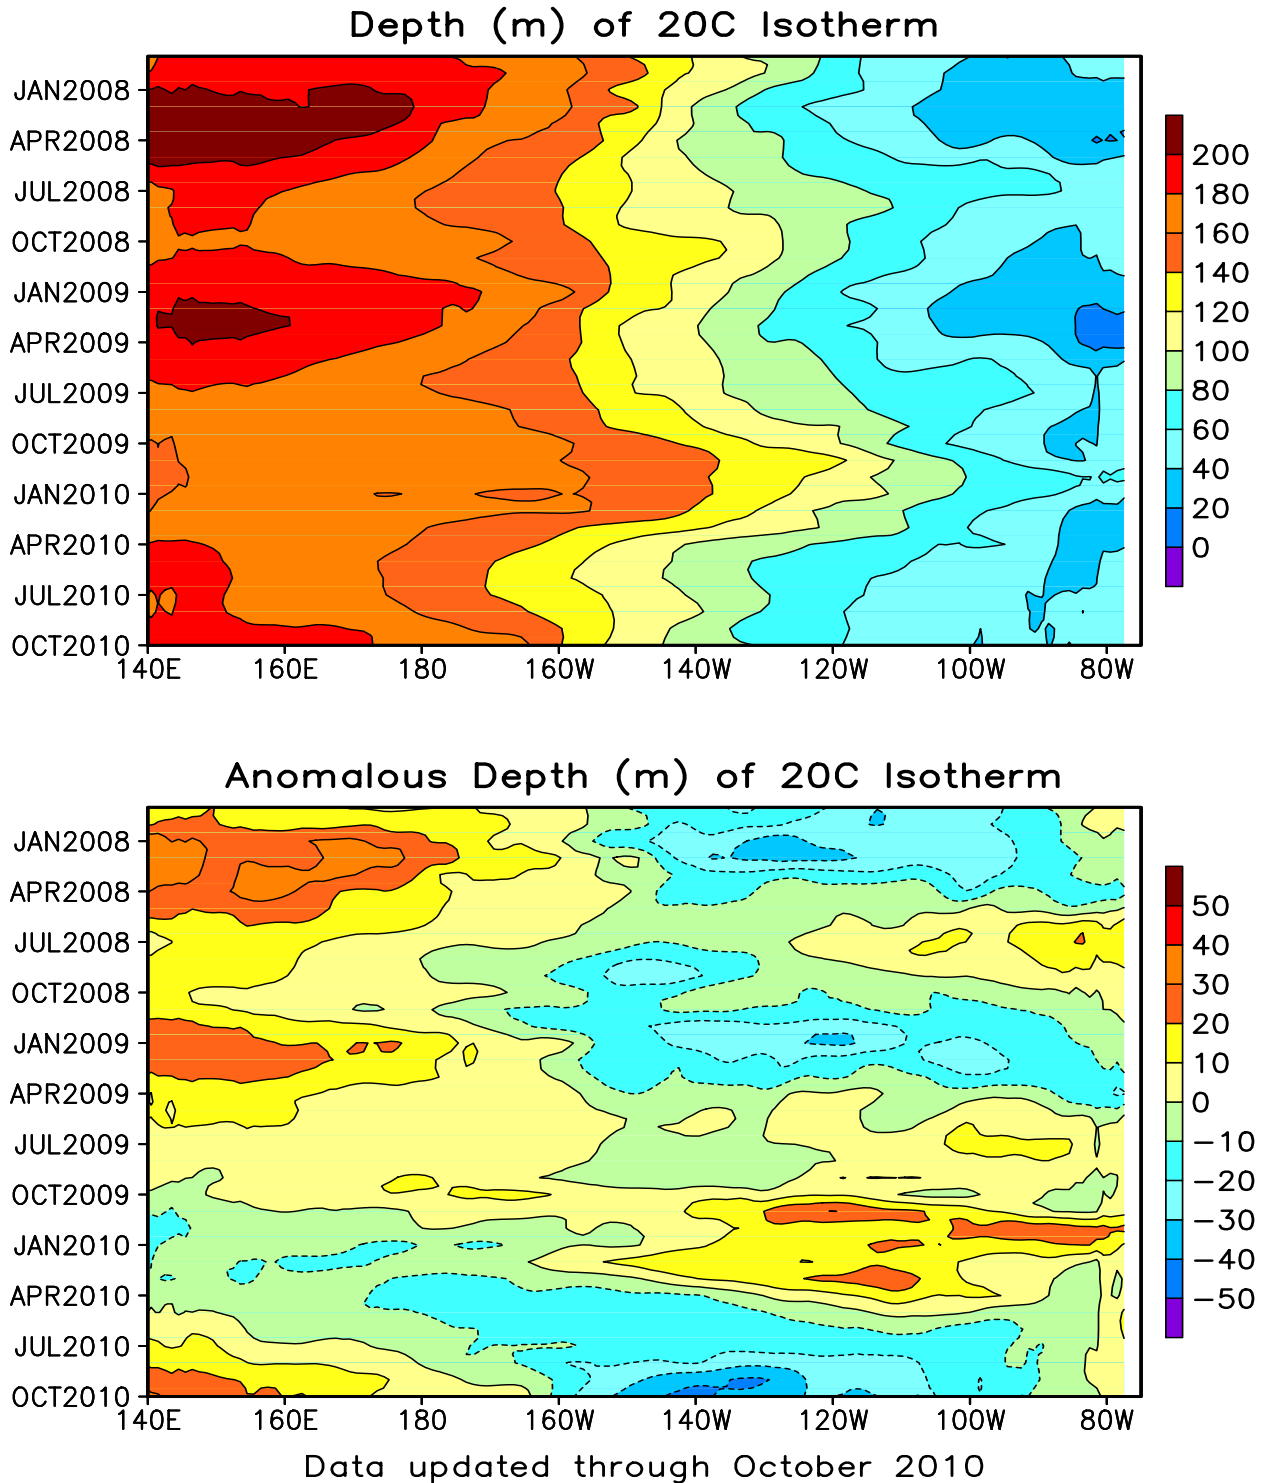 Depth (m) of 20C Isotherm
JAN2008
APR2008
JUL2008
OCT2008
JAN2009
APR2009
JUL2009
OCT2009
JAN2010
APR2010
JUL2010
OCT2010
140E 160E 180 160W 140W 120W 100W 80W
200
180
160
140
120
100
80
60
40
20
0
Anomalous Depth (m) of 20C Isotherm
JAN2008
APR2008
JUL2008
OCT2008
JAN2009
APR2009
JUL2009
OCT2009
JAN2010
APR2010
JUL2010
OCT2010
140E 160E 180 160W 140W 120W 100W 80W
50
40
30
20
10
0
−10
−20
−30
−40
−50
Data updated through October 2010